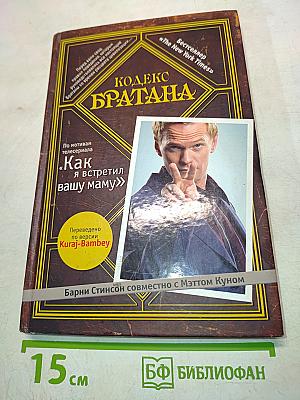 Бестселлер
«The New York Times»
КОДЕКС
БРАТАНА
По мотивам
телесериала
«Как
я встретил
вашу маму»
Переведено
по версии
Kuraj-Bambey
Барни Стинсон совместно с Мэттом Куном
15 см
БФ БИБЛИОФАН